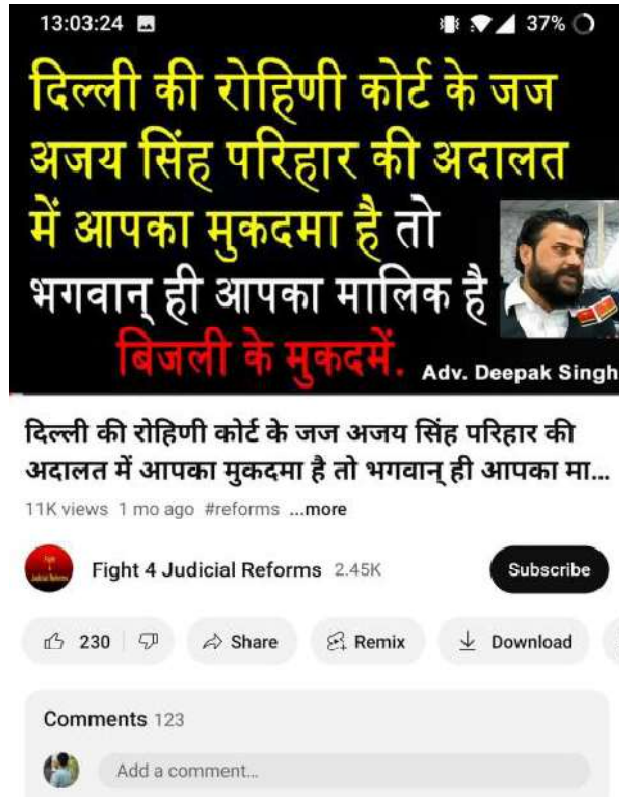 13:03:24
37%
दिल्ली की रोहिणी कोर्ट के जज
अजय सिंह परिहार की अदालत
में आपका मुकदमा है तो
भगवान् ही आपका मालिक है
बिजली के मुकदमें.
Adv. Deepak Singh
दिल्ली की रोहिणी कोर्ट के जज अजय सिंह परिहार की
अदालत में आपका मुकदमा है तो भगवान् ही आपका मा...
11K views 1 mo ago #reforms ...more
Fight 4 Judicial Reforms 2.45K
Subscribe
230
Share
Remix
Download
Comments 123
Add a comment...